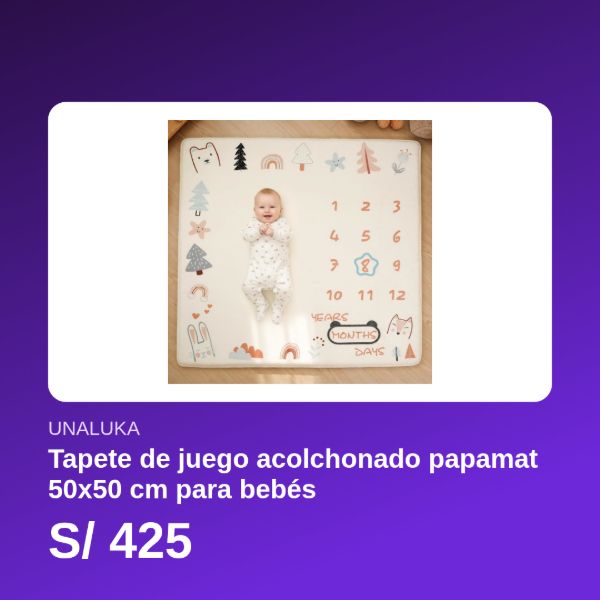 1 2 3
4 5 6
7 8 9
10 11 12
YEARS
MONTHS
DAYS
UNALUKA
Tapete de juego acolchonado papamat
50x50 cm para bebés
S/ 425